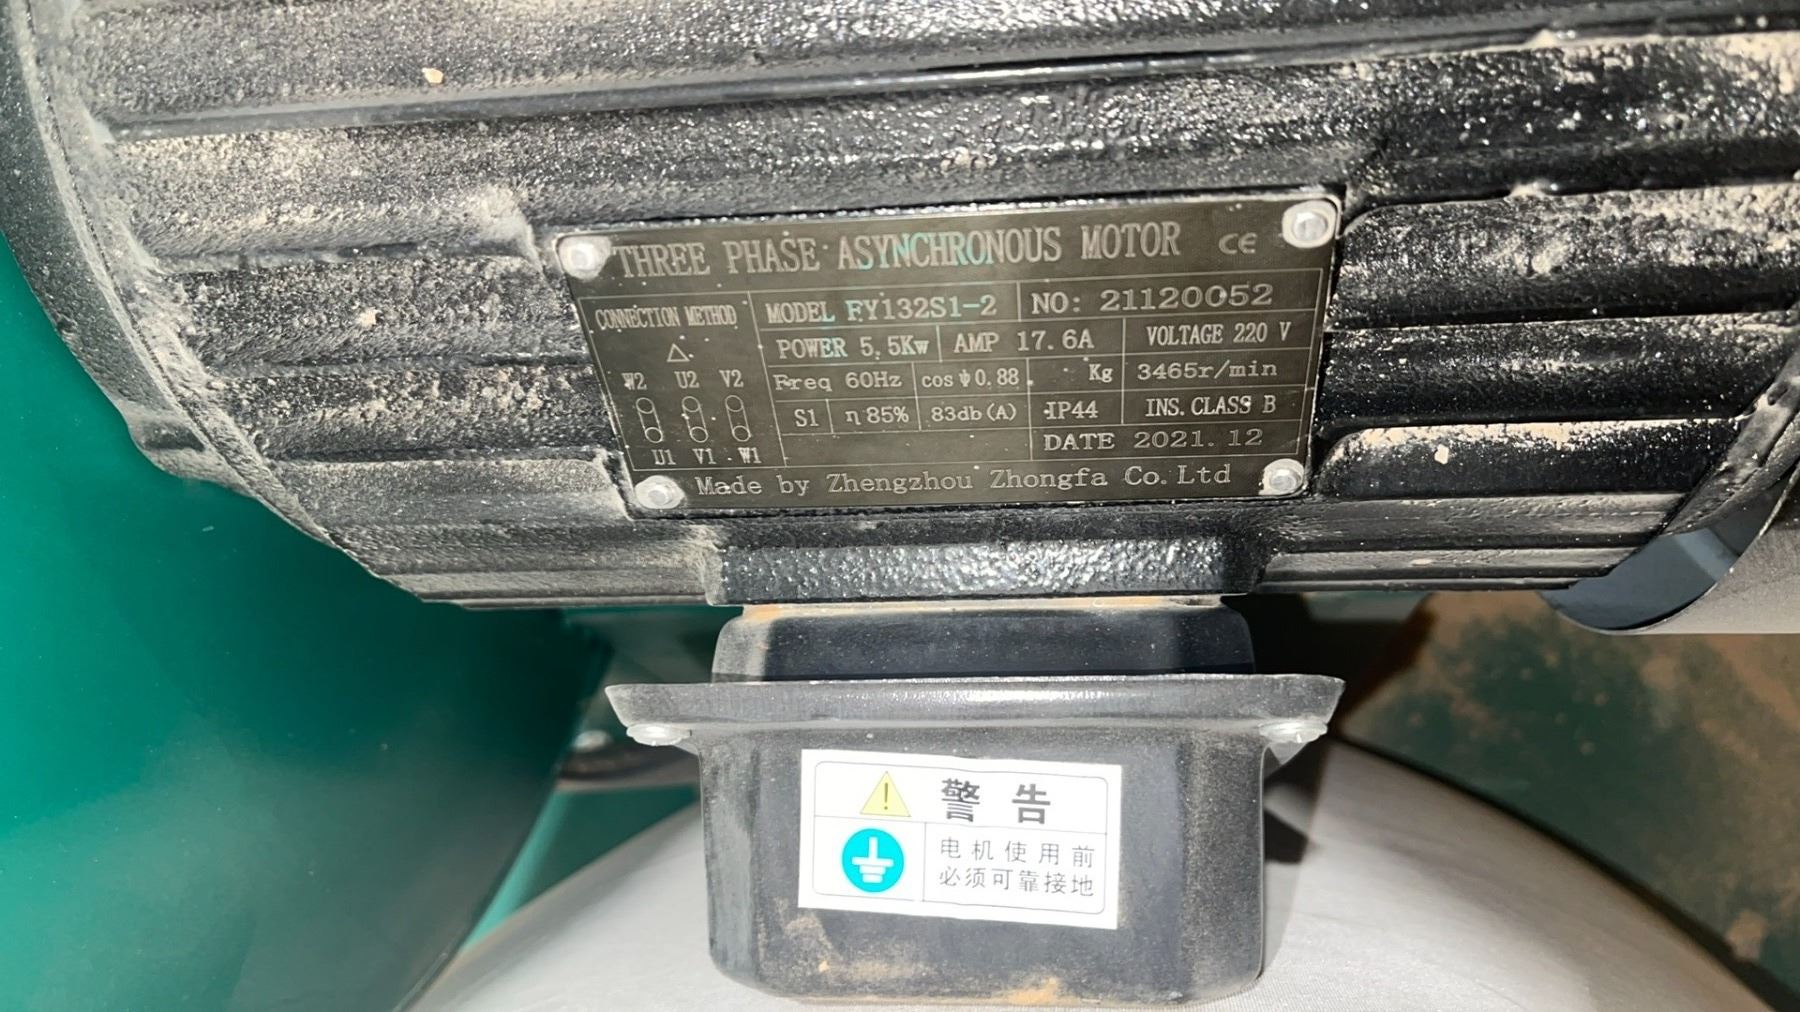 THREE PHASE ASYNCHRONOUS MOTOR CE
CONNECTION METHOD
△
W2 U2 V2
U1 V1 W1
MODEL FY132S1-2 NO: 21120052
POWER 5.5Kw AMP 17.6A VOLTAGE 220 V
Freq 60Hz cosψ0.88 Kg 3465r/min
S1 η85% 83db(A) IP44 INS. CLASS B
DATE 2021.12
Made by Zhengzhou Zhongfa Co.Ltd
警告
电机使用前
必须可靠接地